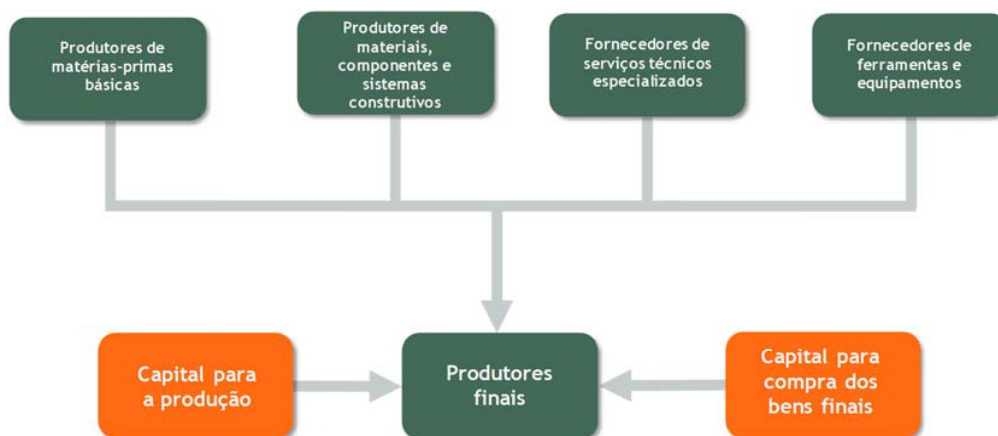 Produtores de
matérias-primas
básicas
Produtores de
materiais,
componentes e
sistemas
construtivos
Fornecedores de
serviços técnicos
especializados
Fornecedores de
ferramentas e
equipamentos
Capital para
a produção
Produtores
finais
Capital para
compra dos
bens finais